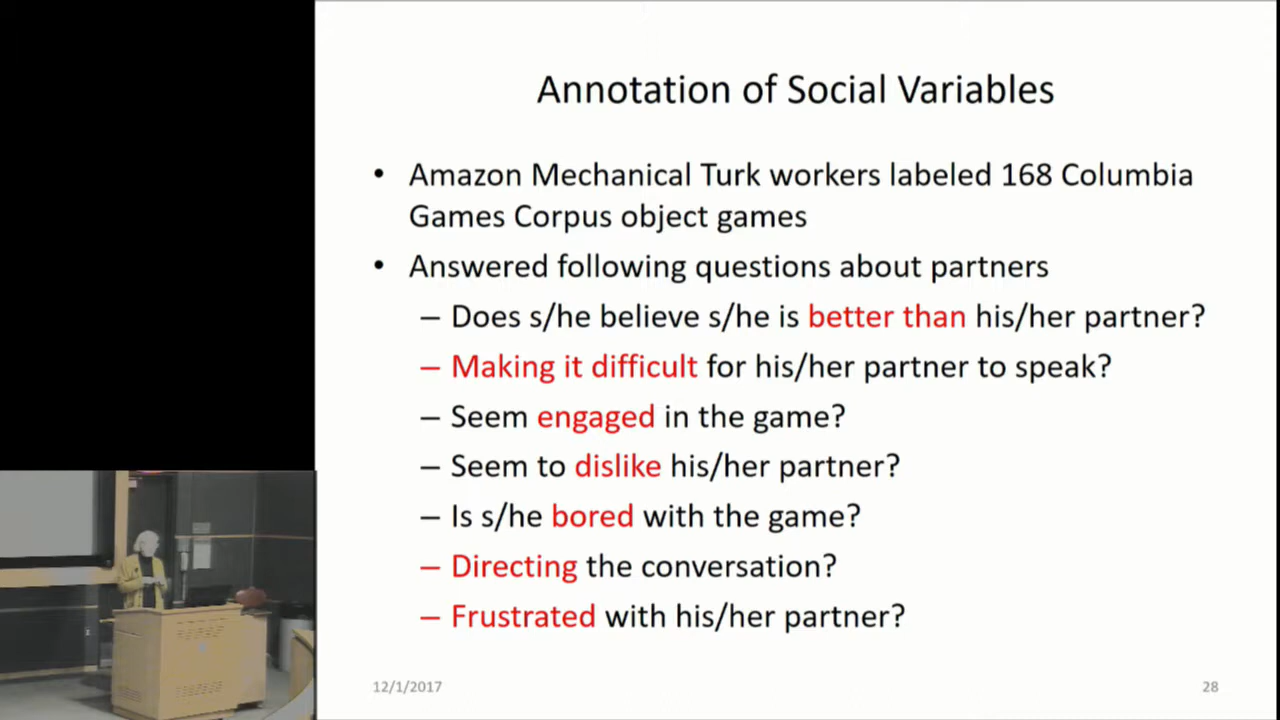 Annotation of Social Variables
• Amazon Mechanical Turk workers labeled 168 Columbia
Games Corpus object games
• Answered following questions about partners
– Does s/he believe s/he is better than his/her partner?
– Making it difficult for his/her partner to speak?
– Seem engaged in the game?
– Seem to dislike his/her partner?
– Is s/he bored with the game?
– Directing the conversation?
– Frustrated with his/her partner?
12/1/2017
28